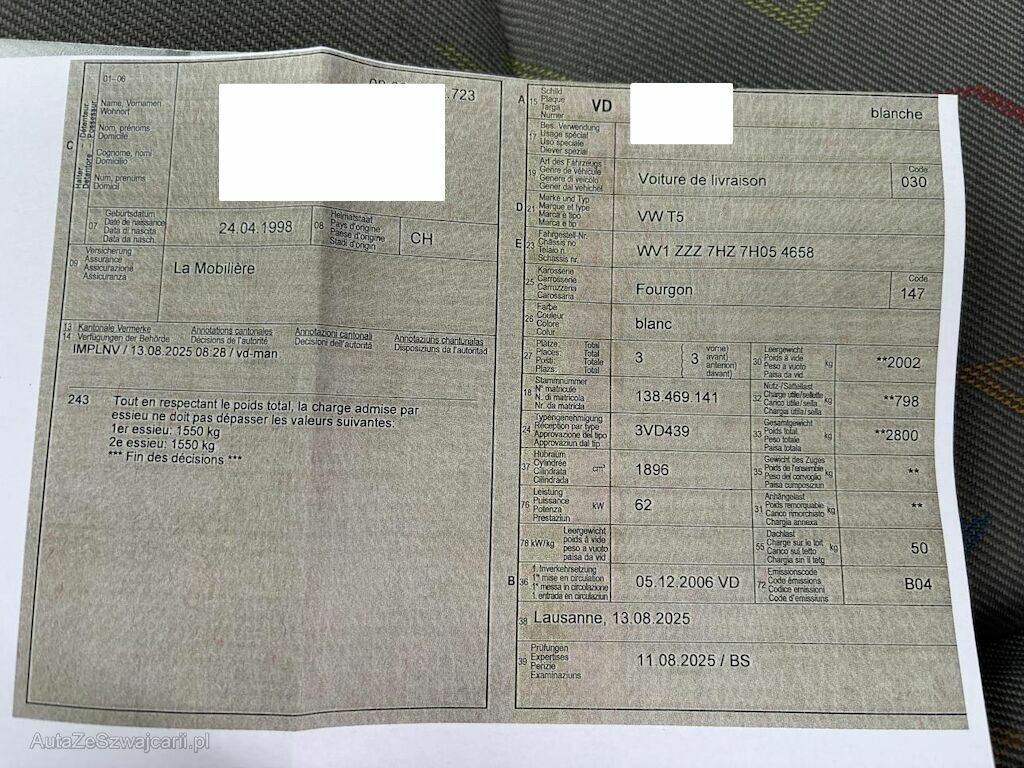 01-06
723
Halter
Détenteur
Detentore
Possessur
C
Name, Vornamen
Wohnort
Nom, prénoms
Domicile
Cognome, nomi
Domicilio
Num, prenums
Domicil
07
Geburtsdatum
Date de naissance
Data di nascita
Data da nasch.
24.04.1998
08
Heimatstaat
Pays d'origine
Paese d'origine
Stadi d'origin
CH
09
Versicherung
Assurance
Assicurazione
Assicuranza
La Mobilière
13 Kantonale Vermerke Annotations cantonales Annotazioni cantonali Annotaziuns chantunalas
14 Verfügungen der Behörde Décisions de l'autorité Decisioni dell'autorità Disposiziuns da l'autoritad
IMPLNV / 13.08.2025 08:28 / vd-man
243 Tout en respectant le poids total, la charge admise par
essieu ne doit pas dépasser les valeurs suivantes:
1er essieu: 1550 kg
2e essieu: 1550 kg
*** Fin des décisions ***
A 15
Schild
Plaque
Targa
Numer
VD
blanche
17
Bes. Verwendung
Usage spécial
Uso speciale
Diever spezial
19
Art des Fahrzeugs
Genre de véhicule
Genere di veicolo
Gener dal vehichel
Voiture de livraison
Code
030
D 21
Marke und Typ
Marque et type
Marca e tipo
Marca e tip
VW T5
E 23
Fahrgestell-Nr.
Châssis no
Telaio n.
Schassis nr.
WV1 ZZZ 7HZ 7H05 4658
25
Karosserie
Carrosserie
Carrozzeria
Carossaria
Fourgon
Code
147
26
Farbe
Couleur
Colore
Colur
blanc
27
Plätze: Total
Places: Total
Posti: Totale
Plazs: Total
3
vorne)
avant)
anteriori)
davant)
3
30
Leergewicht
Poids à vide
Peso a vuoto
Paisa da vid
kg
**2002
18
Stammnummer
N° matricule
N. di matricola
Nr. da matricla
138.469.141
32
Nutz-/Sattellast
Charge utile/sellette
Carico utile/sella
Chargia utila/sella
kg
**798
24
Typengenehmigung
Réception par type
Approvazione del tipo
Approvaziun dal tip
3VD439
33
Gesamtgewicht
Poids total
Peso totale
Paisa totala
kg
**2800
37
Hubraum
Cylindrée
Cilindrata
Cilindrada
cm³
1896
35
Gewicht des Zuges
Poids de l'ensemble
Peso del convoglio
Paisa cumposiziun
kg
**
76
Leistung
Puissance
Potenza
Prestaziun
kW
62
31
Anhängelast
Poids remorquable
Carico rimorchiato
Chargia annexa
kg
**
78 kW/kg
Leergewicht
poids à vide
peso a vuoto
paisa da vid
55
Dachlast
Charge sur le toit
Carico sul tetto
Chargia sin il tetg
kg
50
B 36
1. Inverkehrsetzung
1re mise en circulation
1a messa in circolazione
1. entrada en circulaziun
05.12.2006 VD
72
Emissionscode
Code émissions
Codice emissioni
Code d'emissiuns
B04
38 Lausanne, 13.08.2025
39
Prüfungen
Expertises
Perizie
Examinaziuns
11.08.2025 / BS
AutaZeSzwajcarii.pl